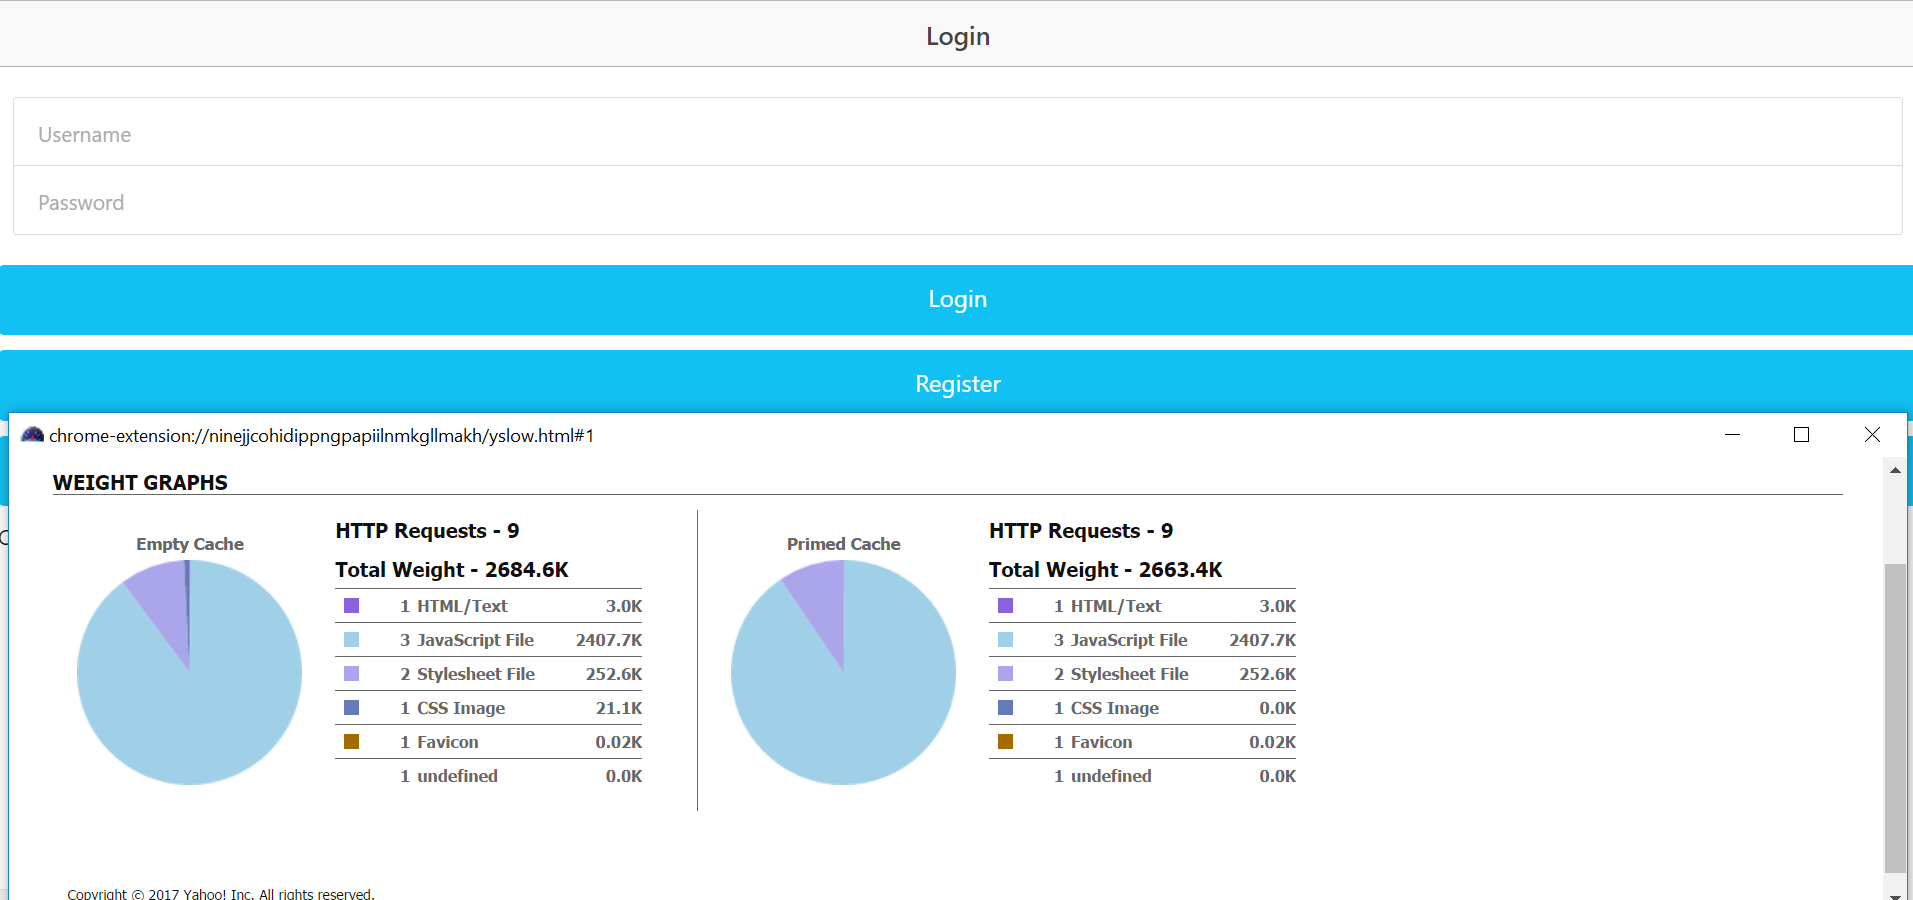 Login
Username
Password
Login
Register
chrome-extension://ninejjcohidippngpapiilnmkgllmakh/yslow.html#1
WEIGHT GRAPHS
Empty Cache
HTTP Requests - 9
Total Weight - 2684.6K
1 HTML/Text 3.0K
3 JavaScript File 2407.7K
2 Stylesheet File 252.6K
1 CSS Image 21.1K
1 Favicon 0.02K
1 undefined 0.0K
Primed Cache
HTTP Requests - 9
Total Weight - 2663.4K
1 HTML/Text 3.0K
3 JavaScript File 2407.7K
2 Stylesheet File 252.6K
1 CSS Image 0.0K
1 Favicon 0.02K
1 undefined 0.0K
Copyright © 2017 Yahoo! Inc. All rights reserved.